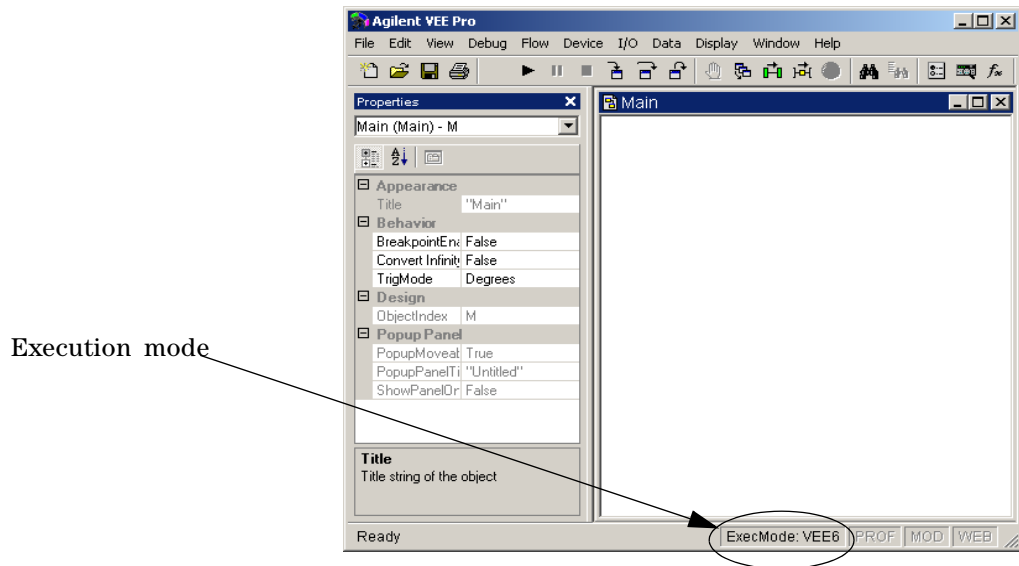 Agilent VEE Pro
File Edit View Debug Flow Device I/O Data Display Window Help
Properties
Main
Main (Main) - M
Appearance
Title "Main"
Behavior
BreakpointEna False
Convert Infinity False
TrigMode Degrees
Design
ObjectIndex M
Popup Panel
PopupMoveab True
PopupPanelTi "Untitled"
ShowPanelOn False
Execution mode
Title
Title string of the object
Ready
ExecMode: VEE6 PROF MOD WEB